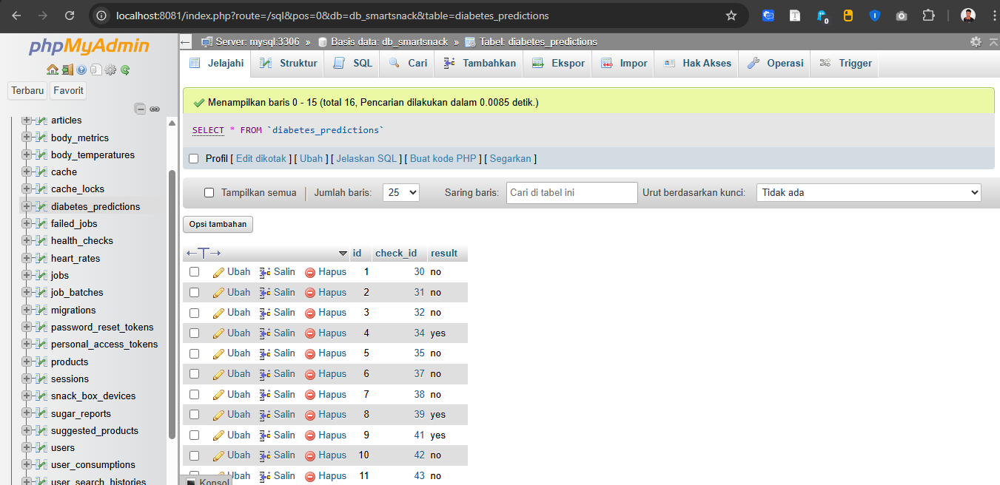 localhost:8081/index.php?route=/sql&pos=0&db=db_smartsnack&table=diabetes_predictions
0
phpMyAdmin
Terbaru Favorit
articles
body_metrics
body_temperatures
cache
cache_locks
diabetes_predictions
failed_jobs
health_checks
heart_rates
jobs
job_batches
migrations
password_reset_tokens
personal_access_tokens
products
sessions
snack_box_devices
sugar_reports
suggested_products
users
user_consumptions
user_search_histories
Server: mysql:3306 » Basis data: db_smartsnack » Tabel: diabetes_predictions
Jelajahi Struktur SQL Cari Tambahkan Ekspor Impor Hak Akses Operasi Trigger
Menampilkan baris 0 - 15 (total 16, Pencarian dilakukan dalam 0.0085 detik.)
SELECT * FROM `diabetes_predictions`
Profil [ Edit dikotak ] [ Ubah ] [ Jelaskan SQL ] [ Buat kode PHP ] [ Segarkan ]
Tampilkan semua Jumlah baris: 25 Saring baris: Cari di tabel ini Urut berdasarkan kunci: Tidak ada
Opsi tambahan
←T→ id check_id result
Ubah Salin Hapus 1 30 no
Ubah Salin Hapus 2 31 no
Ubah Salin Hapus 3 32 no
Ubah Salin Hapus 4 34 yes
Ubah Salin Hapus 5 35 no
Ubah Salin Hapus 6 37 no
Ubah Salin Hapus 7 38 no
Ubah Salin Hapus 8 39 yes
Ubah Salin Hapus 9 41 yes
Ubah Salin Hapus 10 42 no
Ubah Salin Hapus 11 43 no
Konsol